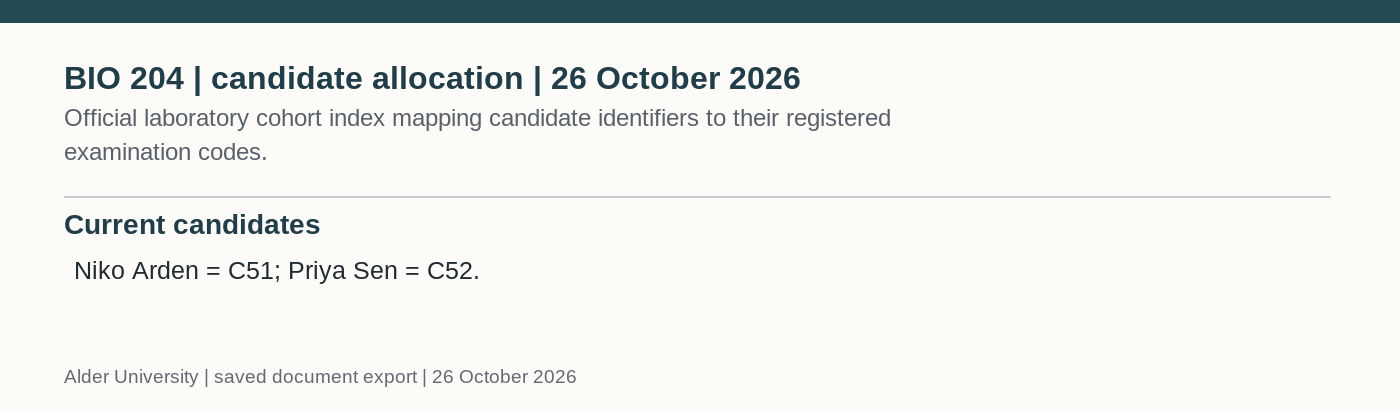 BIO 204 | candidate allocation | 26 October 2026
Official laboratory cohort index mapping candidate identifiers to their registered
examination codes.
Current candidates
Niko Arden = C51; Priya Sen = C52.
Alder University | saved document export | 26 October 2026